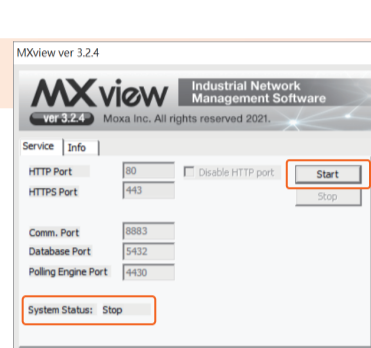 MXview ver 3.2.4
MXview Industrial Network
Management Software
ver 3.2.4 Moxa Inc. All rights reserved 2021.
Service Info
HTTP Port 80 Disable HTTP port Start
HTTPS Port 443 Stop
Comm. Port 8883
Database Port 5432
Polling Engine Port 4430
System Status: Stop